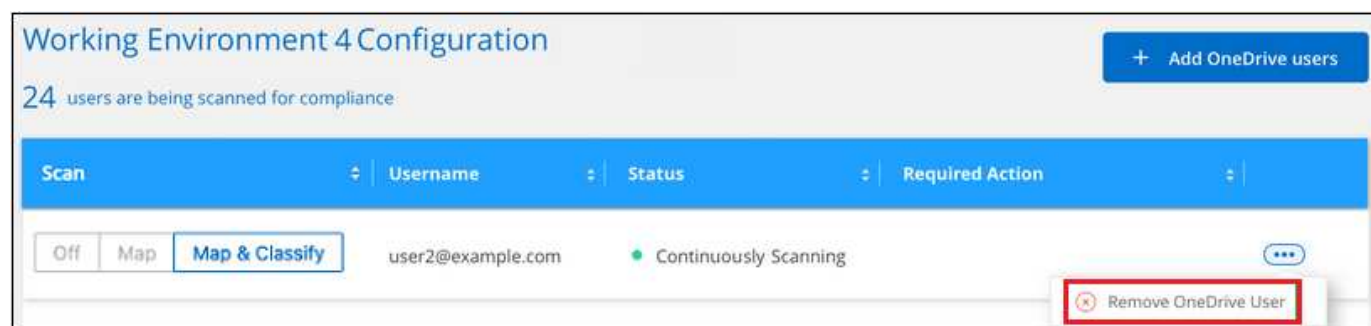 Working Environment 4 Configuration
+ Add OneDrive users
24 users are being scanned for compliance
Scan Username Status Required Action
Off Map Map & Classify user2@example.com Continuously Scanning
Remove OneDrive User